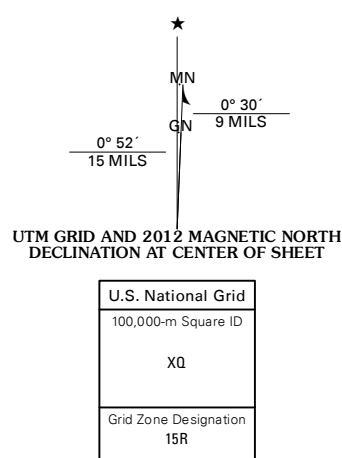 ★
MN
0° 30´
9 MILS
GN
0° 52´
15 MILS
UTM GRID AND 2012 MAGNETIC NORTH
DECLINATION AT CENTER OF SHEET
U.S. National Grid
100,000-m Square ID
XQ
Grid Zone Designation
15R